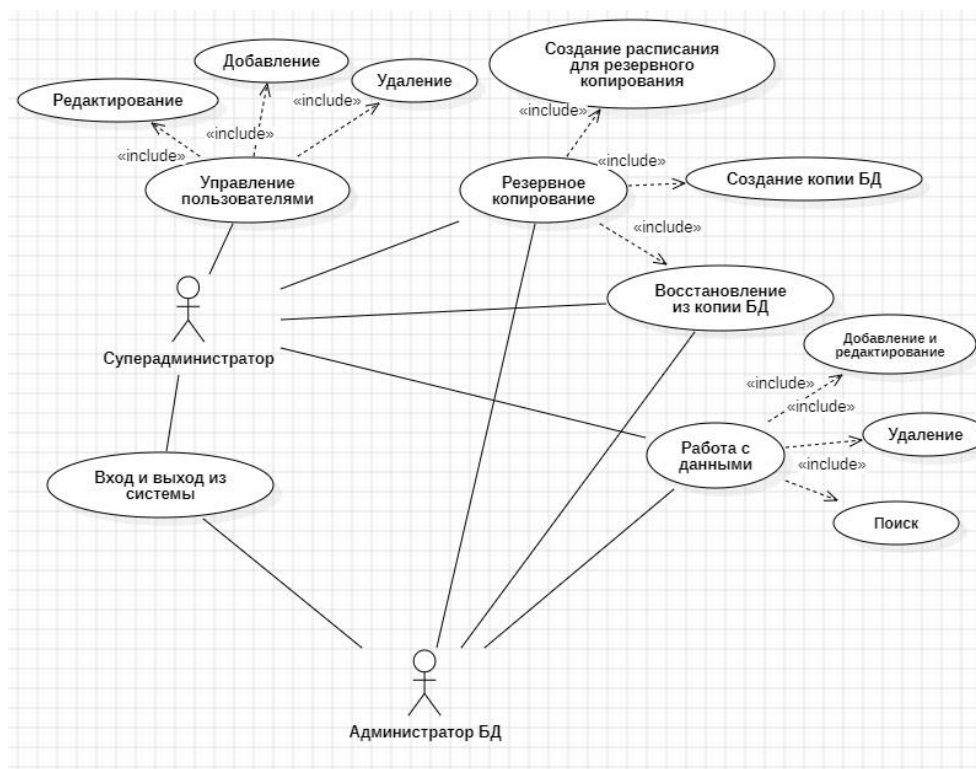 Создание расписания
для резервного
копирования
Добавление
Удаление
Редактирование
«include»
«include»
«include»
«include»
Управление
пользователями
Резервное
копирование
«include»
Создание копии БД
«include»
Восстановление
из копии БД
Суперадминистратор
Добавление и
редактирование
«include»
«include»
Удаление
Работа с
данными
«include»
Поиск
Вход и выход из
системы
Администратор БД